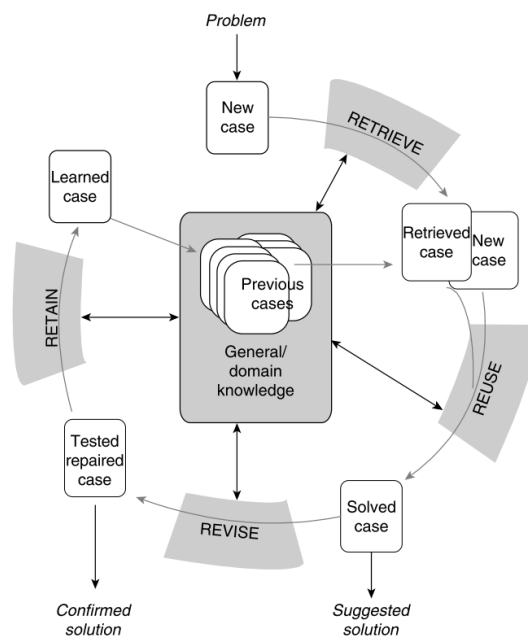 Problem
New
case
RETRIEVE
Learned
case
Retrieved
case
New
case
Previous
cases
General/
domain
knowledge
RETAIN
REUSE
Tested
repaired
case
Solved
case
REVISE
Confirmed
solution
Suggested
solution